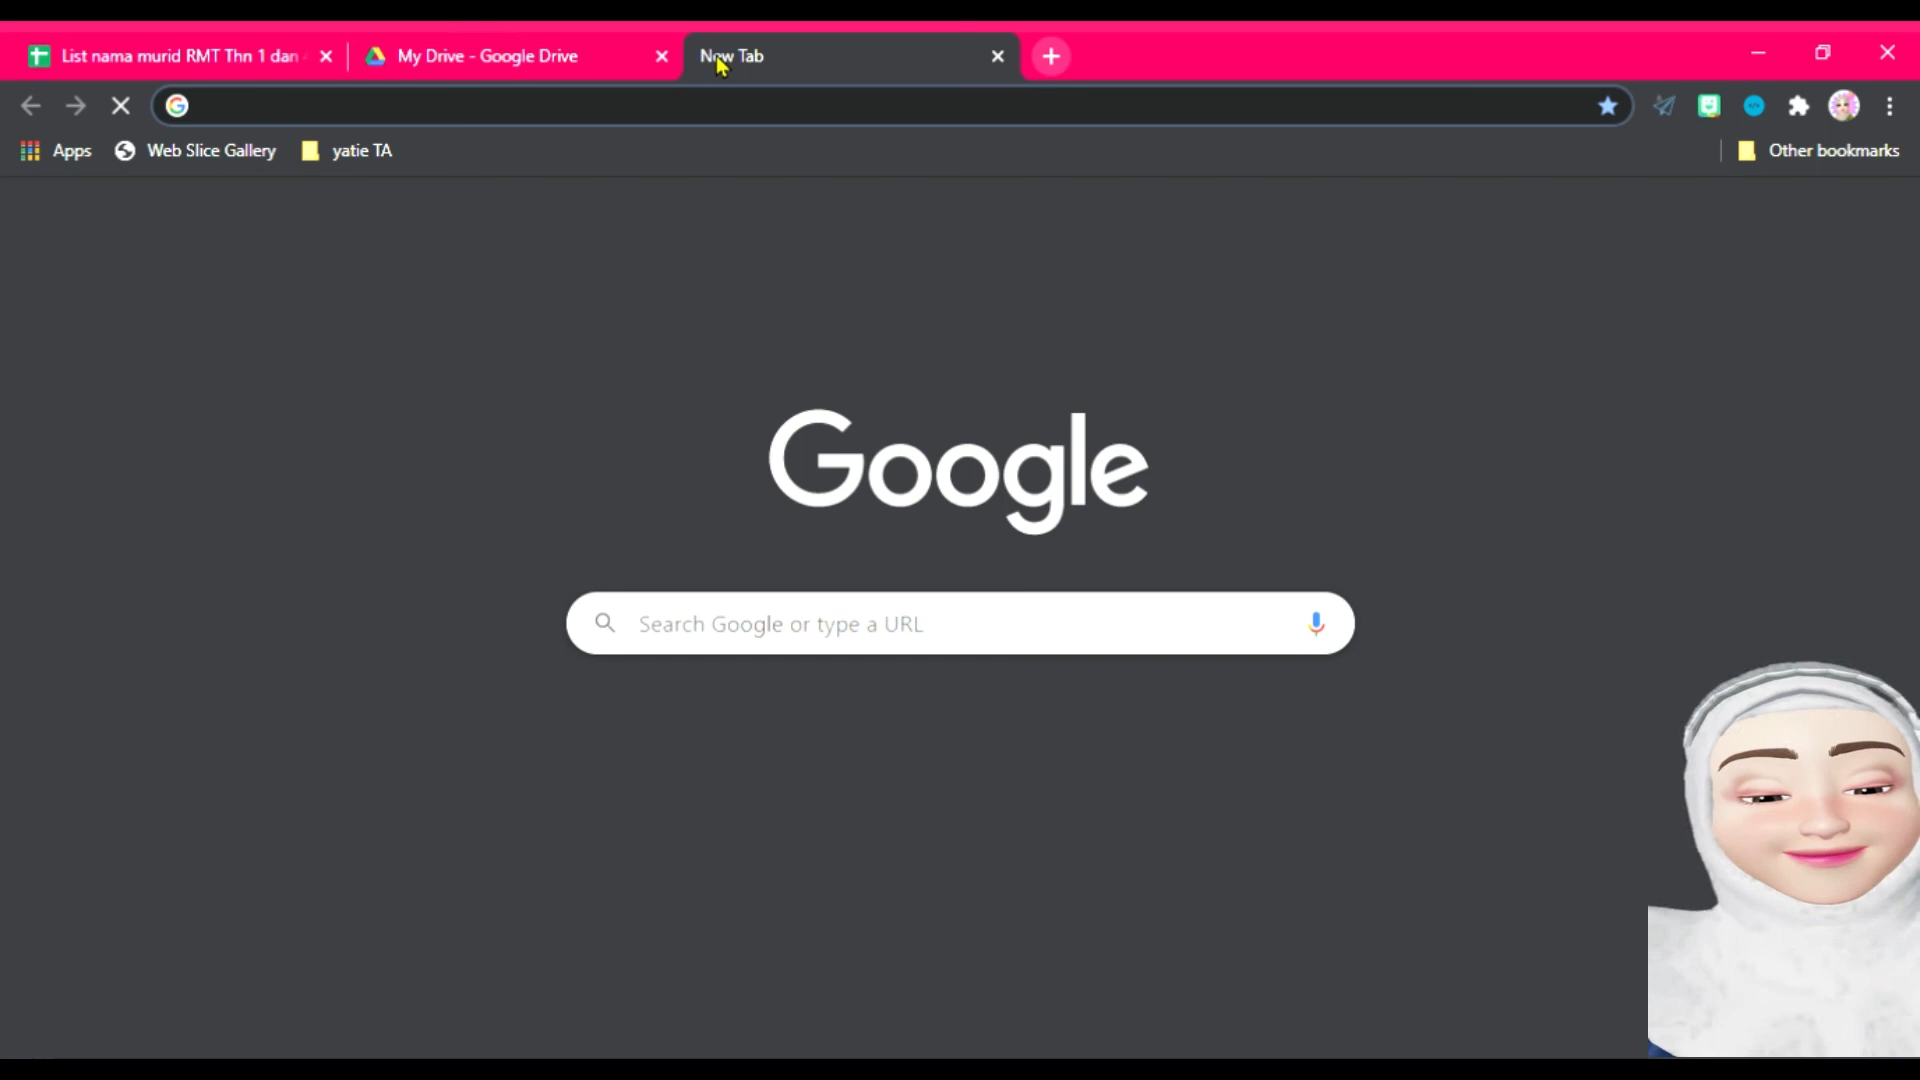 List nama murid RMT Thn 1 dan
My Drive - Google Drive
New Tab
Apps
Web Slice Gallery
yatie TA
Other bookmarks
Google
Search Google or type a URL